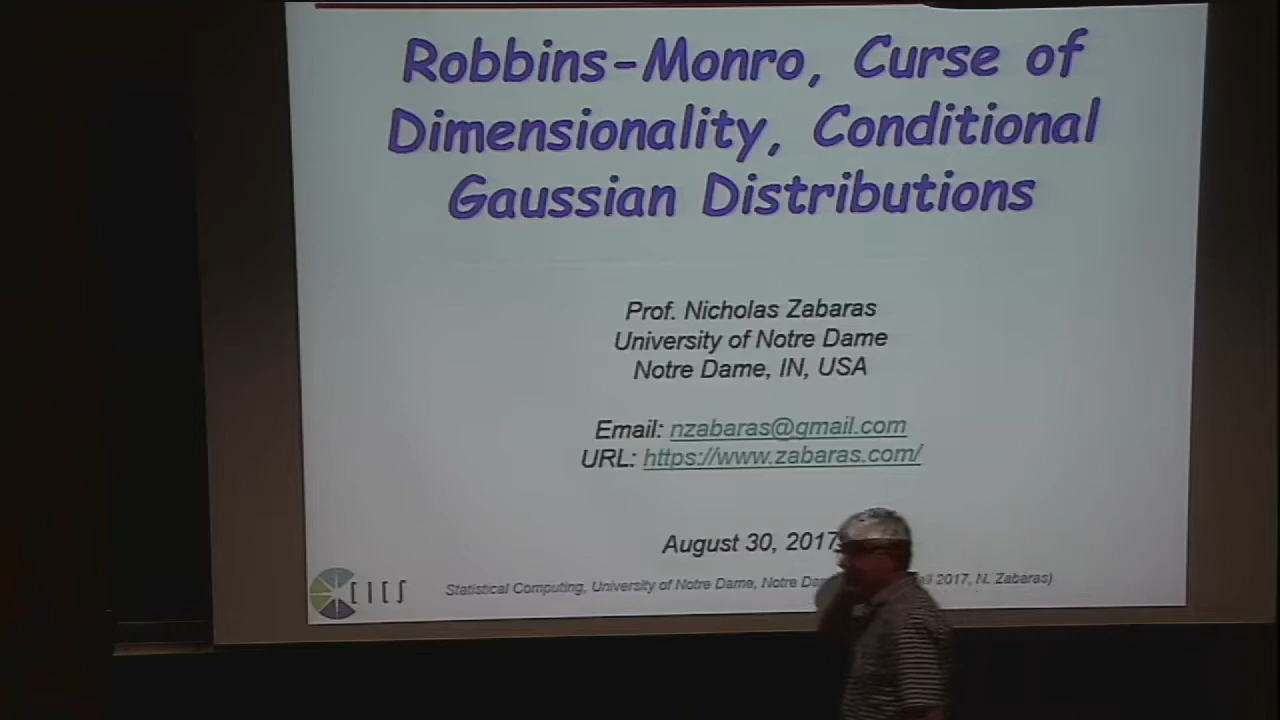 Robbins-Monro, Curse of
Dimensionality, Conditional
Gaussian Distributions
Prof. Nicholas Zabaras
University of Notre Dame
Notre Dame, IN, USA
Email: nzabaras@gmail.com
URL: https://www.zabaras.com/
August 30, 2017
CICS
Statistical Computing, University of Notre Dame, Notre 2017, N. Zabaras)